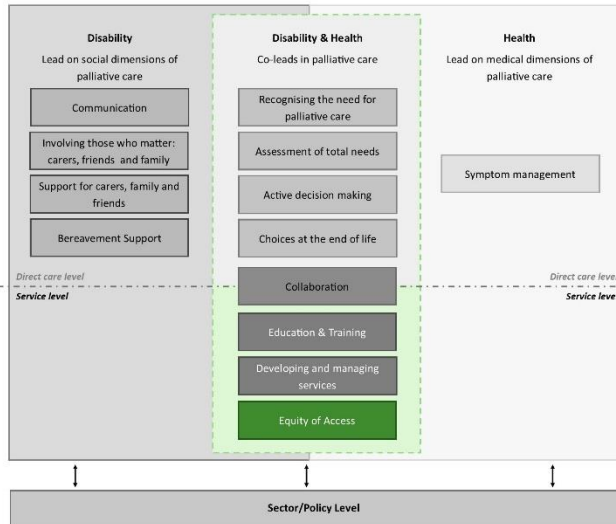 Disability
Lead on social dimensions of
palliative care
Communication
Involving those who matter:
carers, friends and family
Support for carers, family and
friends
Bereavement Support
Disability & Health
Co-leads in palliative care
Recognising the need for
palliative care
Assessment of total needs
Active decision making
Choices at the end of life
Collaboration
Education & Training
Developing and managing
services
Equity of Access
Health
Lead on medical dimensions of
palliative care
Symptom management
Direct care level
Service level
Direct care level
Service level
Sector/Policy Level